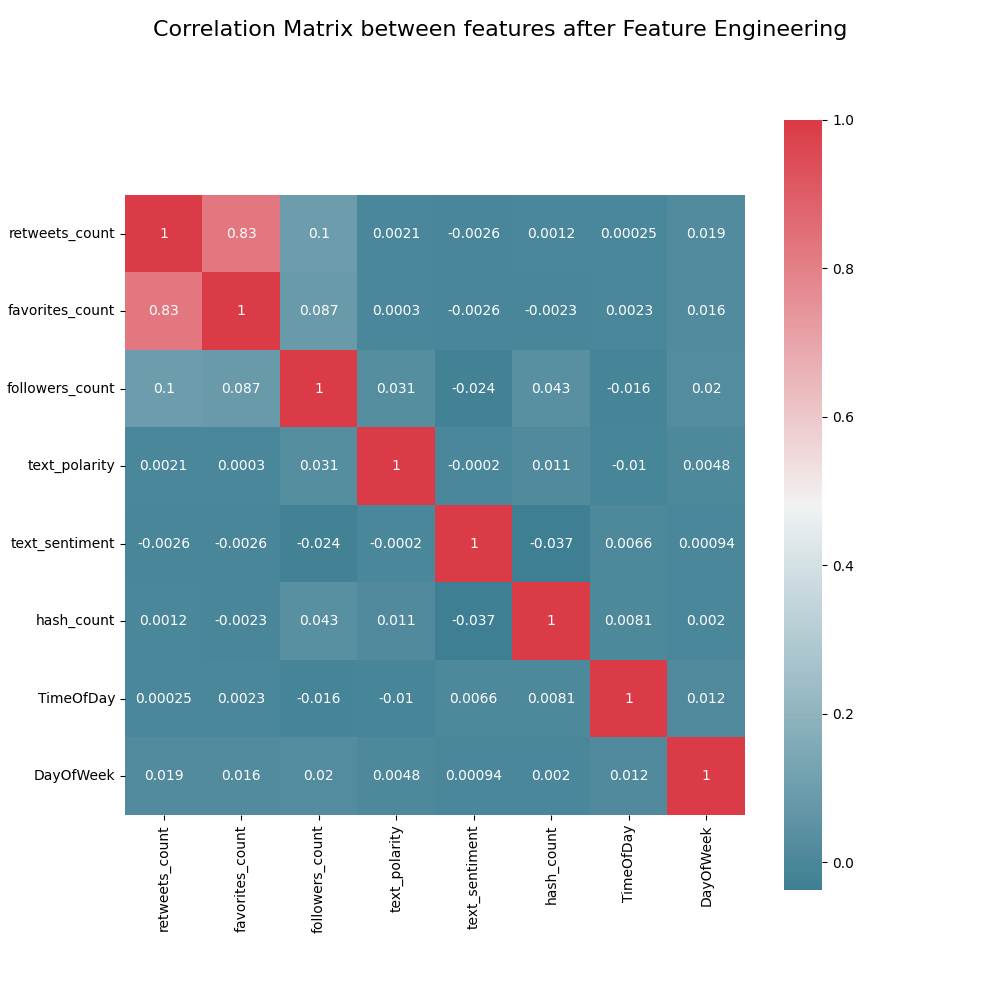 Correlation Matrix between features after Feature Engineering
retweets_count 1 0.83 0.1 0.0021 -0.0026 0.0012 0.00025 0.019
favorites_count 0.83 1 0.087 0.0003 -0.0026 -0.0023 0.0023 0.016
followers_count 0.1 0.087 1 0.031 -0.024 0.043 -0.016 0.02
text_polarity 0.0021 0.0003 0.031 1 -0.0002 0.011 -0.01 0.0048
text_sentiment -0.0026 -0.0026 -0.024 -0.0002 1 -0.037 0.0066 0.00094
hash_count 0.0012 -0.0023 0.043 0.011 -0.037 1 0.0081 0.002
TimeOfDay 0.00025 0.0023 -0.016 -0.01 0.0066 0.0081 1 0.012
DayOfWeek 0.019 0.016 0.02 0.0048 0.00094 0.002 0.012 1
retweets_count
favorites_count
followers_count
text_polarity
text_sentiment
hash_count
TimeOfDay
DayOfWeek
1.0
0.8
0.6
0.4
0.2
0.0